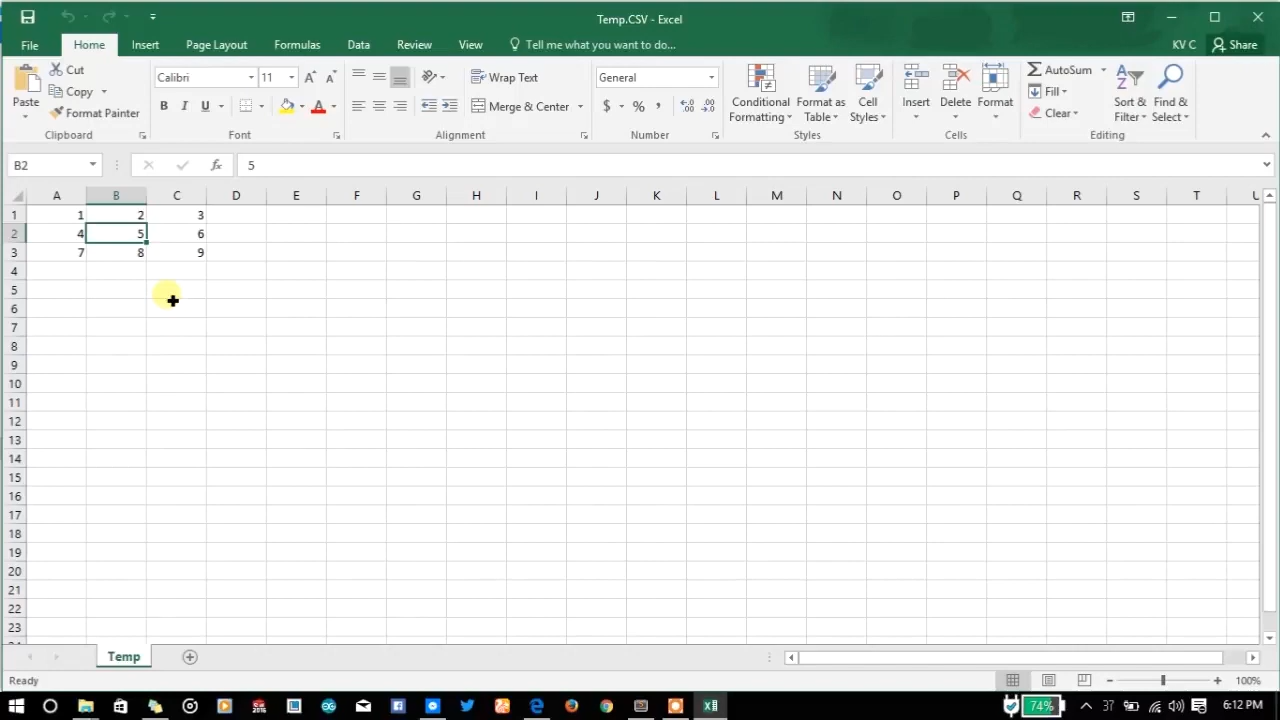 Temp.CSV - Excel
File Home Insert Page Layout Formulas Data Review View Tell me what you want to do... KV C Share
Paste Cut Calibri 11 Wrap Text General Conditional Formatting Format as Table Cell Styles Insert Delete Format AutoSum Sort & Filter Find & Select
Copy Fill
Format Painter B I U A Merge & Center $ % , Clear
Clipboard Font Alignment Number Styles Cells Editing
B2 fx 5
A B C D E F G H I J K L M N O P Q R S T U
1 1 2 3
2 4 5 6
3 7 8 9
4
5
6
7
8
9
10
11
12
13
14
15
16
17
18
19
20
21
22
23
Temp
Ready 100%
74% 37 6:12 PM